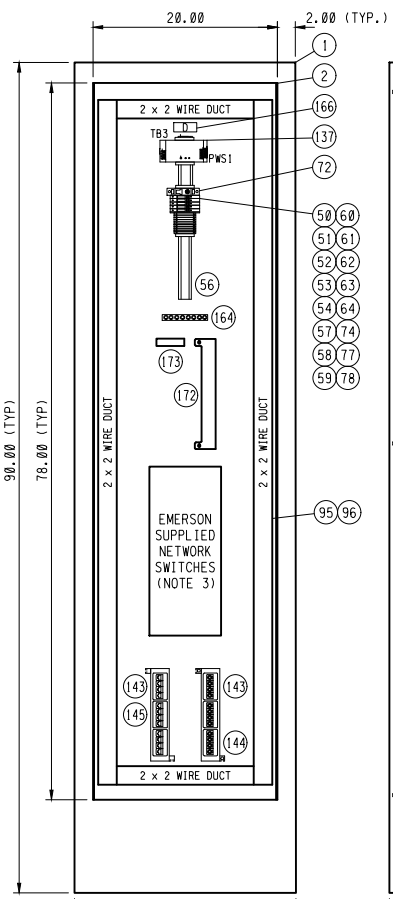 20.00
2.00 (TYP.)
1
2
2 x 2 WIRE DUCT
166
TB3
137
PWS1
72
50 60
51 61
52 62
53 63
54 64
57 74
58 77
59 78
56
164
173
172
90.00 (TYP)
78.00 (TYP)
2 x 2 WIRE DUCT
2 x 2 WIRE DUCT
95 96
EMERSON
SUPPLIED
NETWORK
SWITCHES
(NOTE 3)
143
143
145
144
2 x 2 WIRE DUCT